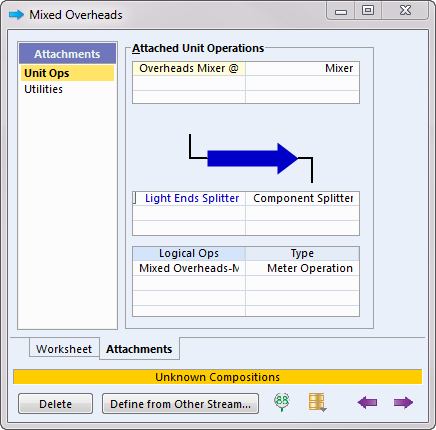 Mixed Overheads
Attachments
Unit Ops
Utilities
Attached Unit Operations
Overheads Mixer @ Mixer
Light Ends Splitter Component Splitter
Logical Ops Type
Mixed Overheads-M Meter Operation
Worksheet Attachments
Unknown Compositions
Delete Define from Other Stream...